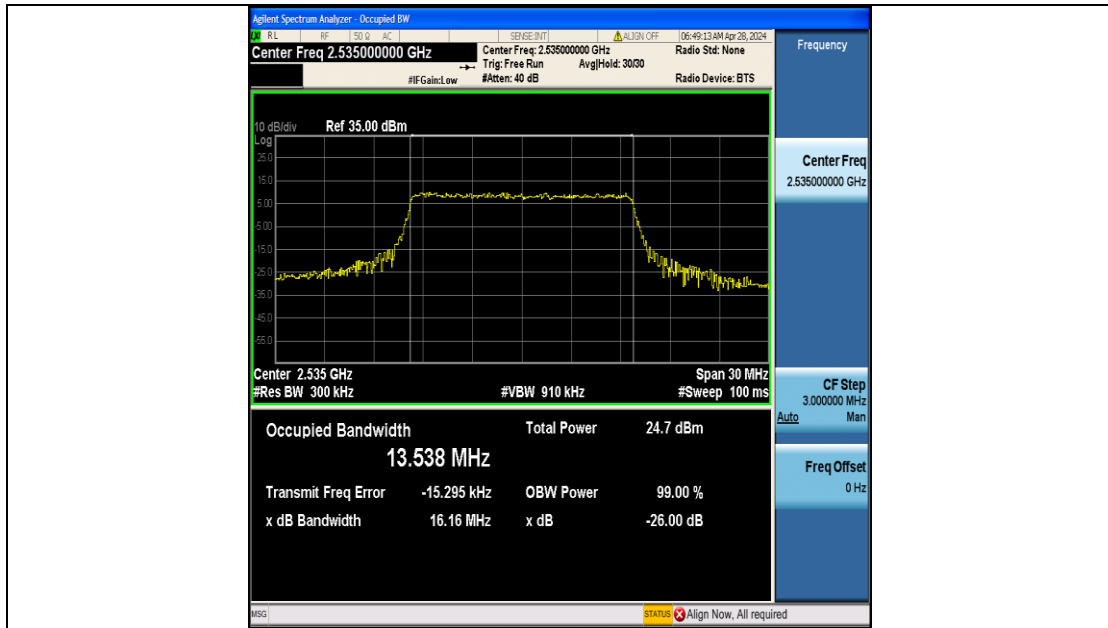 Agilent Spectrum Analyzer - Occupied BW
RL RF 50 Ω AC SENSE:INT ALIGN OFF 06:49:13 AM Apr 28, 2024
Center Freq 2.535000000 GHz
Center Freq: 2.535000000 GHz Radio Std: None
Trig: Free Run Avg|Hold: 30/30
#IFGain:Low #Atten: 40 dB Radio Device: BTS
10 dB/div Ref 35.00 dBm
Log
25.0
15.0
5.00
-5.00
-15.0
-25.0
-35.0
-45.0
-55.0
Center 2.535 GHz Span 30 MHz
#Res BW 300 kHz #VBW 910 kHz #Sweep 100 ms
Occupied Bandwidth Total Power 24.7 dBm
13.538 MHz
Transmit Freq Error -15.295 kHz OBW Power 99.00 %
x dB Bandwidth 16.16 MHz x dB -26.00 dB
MSG STATUS Align Now, All required
Frequency
Center Freq
2.535000000 GHz
CF Step
3.000000 MHz
Auto Man
Freq Offset
0 Hz